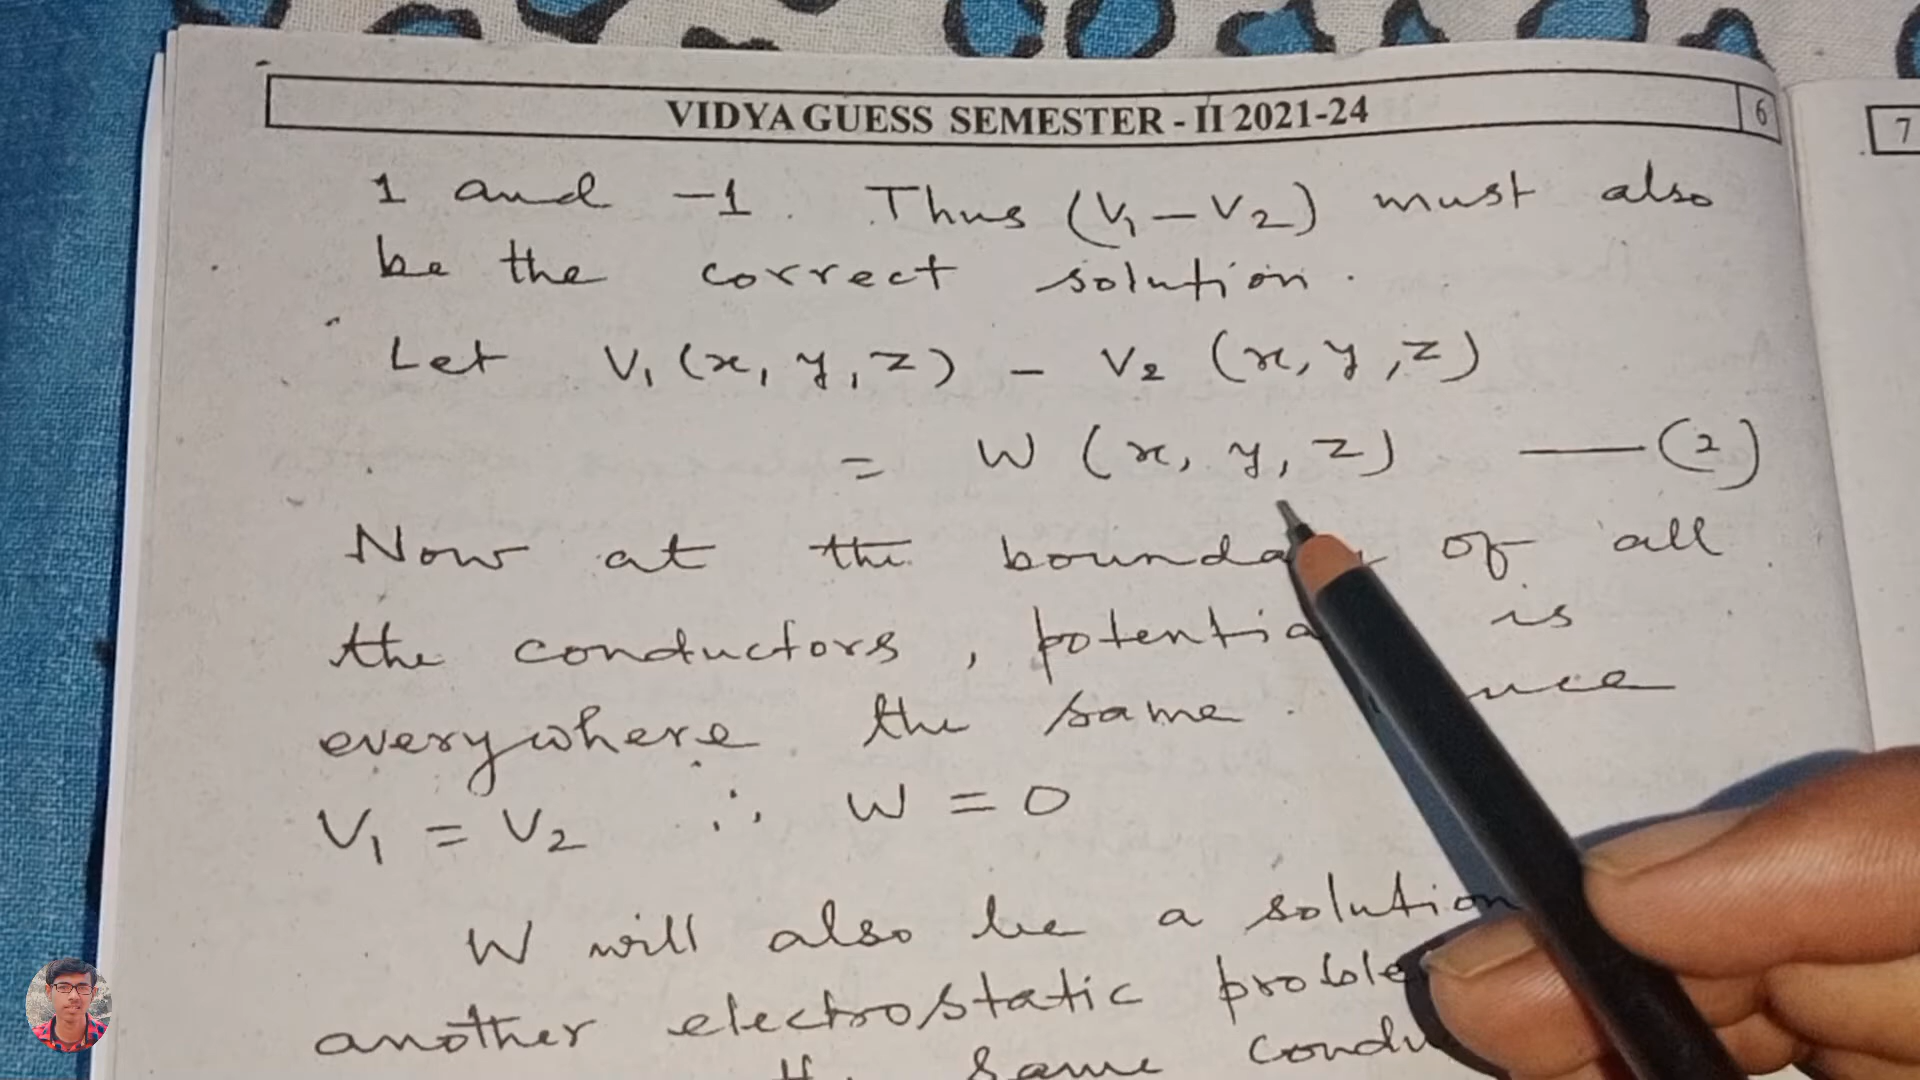 VIDYA GUESS SEMESTER - II 2021-24 6
7
1 and -1. Thus (V₁ - V₂) must also
be the correct solution.
Let V₁ (x, y, z) - V₂ (x, y, z)
= W (x, y, z) —— (2)
Now at the of all
the conductors, is
everywhere the same.
V₁ = V₂ ∴ W = 0
W will also be a solution
another electrostatic
same